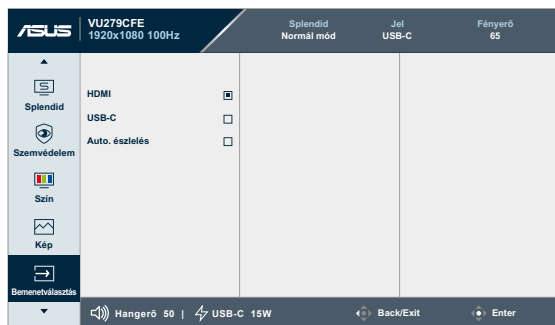 ASUS
VU279CFE
1920x1080 100Hz
Splendid
Normál mód
Jel
USB-C
Fényerő
65
Splendid
Szemvédelem
Szín
Kép
Bemenetválasztás
HDMI
USB-C
Auto. észlelés
Hangerő 50 | USB-C 15W
Back/Exit
Enter